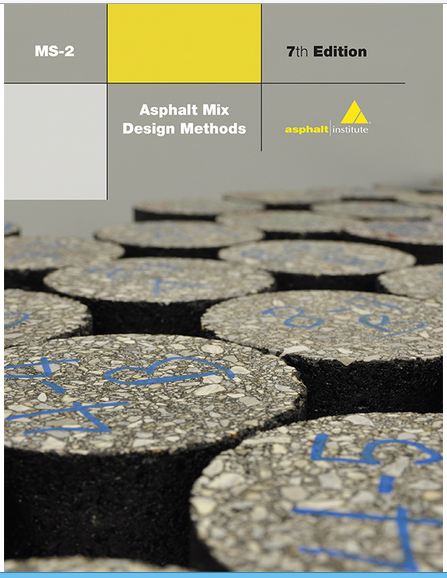 MS-2
7th Edition
Asphalt Mix
Design Methods
asphalt institute